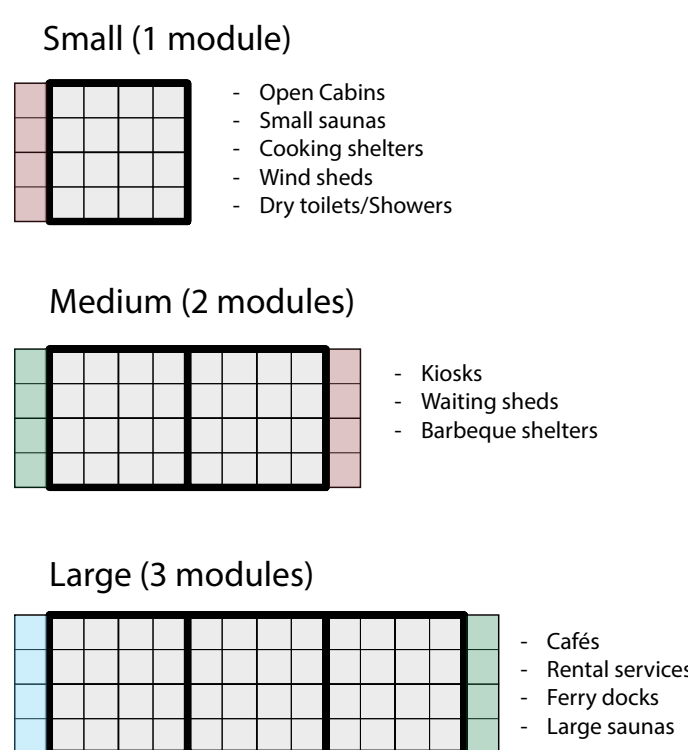 Small (1 module)
- Open Cabins
- Small saunas
- Cooking shelters
- Wind sheds
- Dry toilets/Showers
Medium (2 modules)
- Kiosks
- Waiting sheds
- Barbeque shelters
Large (3 modules)
- Cafés
- Rental services
- Ferry docks
- Large saunas